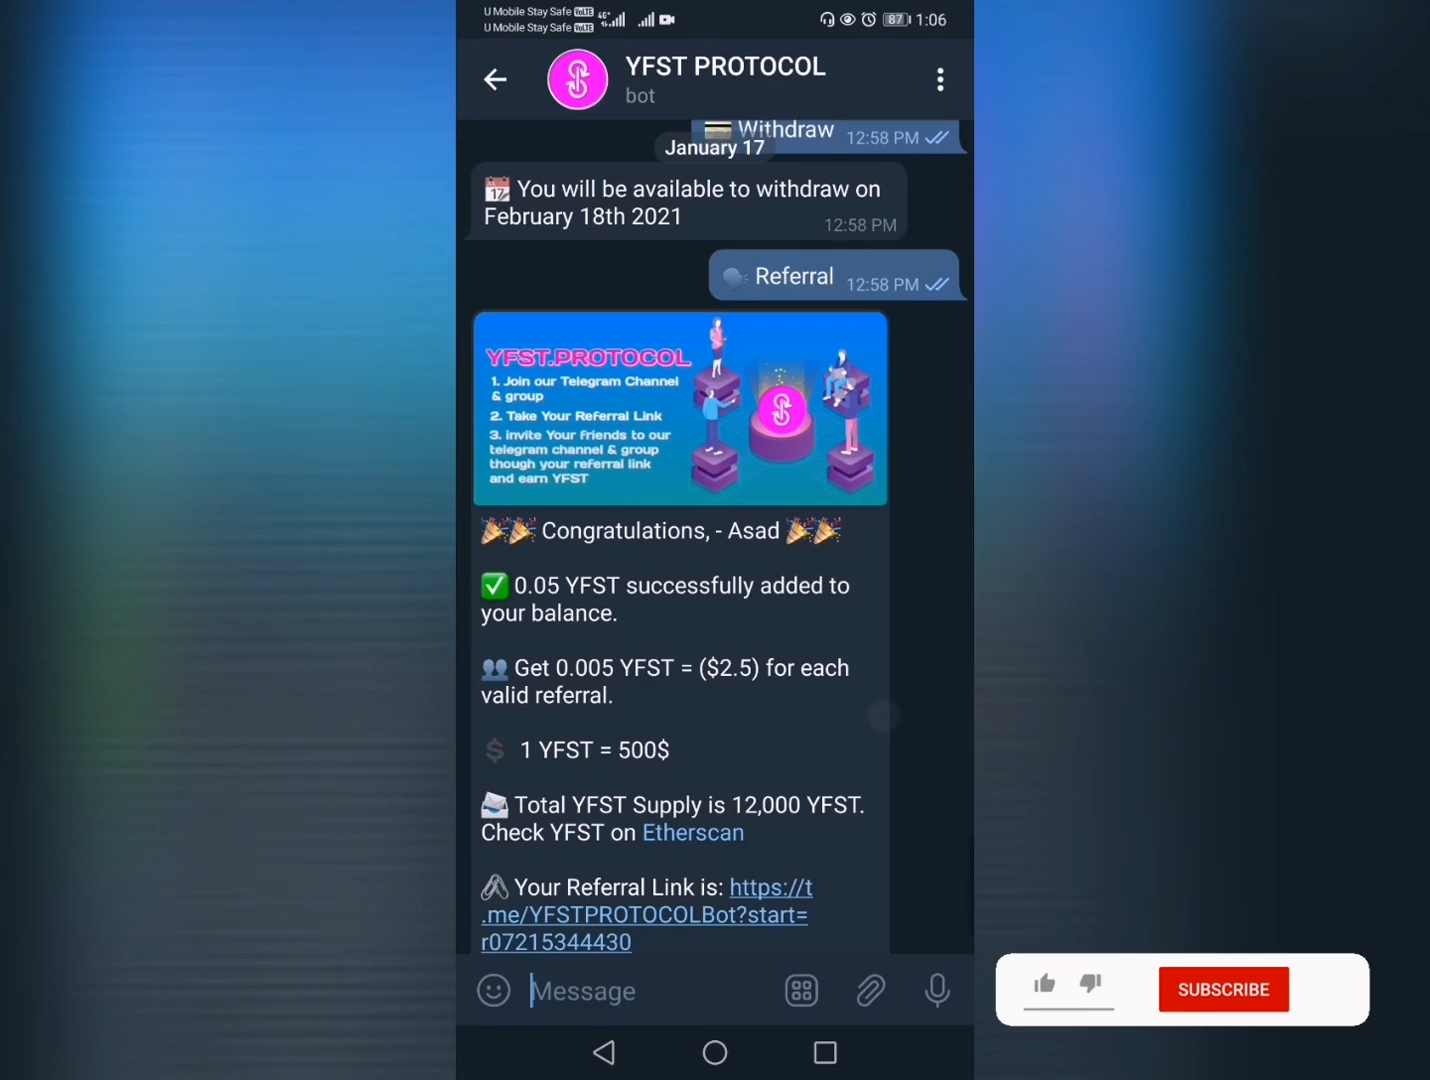 U Mobile Stay Safe VoLTE 4G+
U Mobile Stay Safe VoLTE
87 1:06
YFST PROTOCOL
bot
Withdraw 12:58 PM
January 17
17 You will be available to withdraw on
February 18th 2021 12:58 PM
Referral 12:58 PM
YFST.PROTOCOL
1. Join our Telegram Channel
& group
2. Take Your Referral Link
3. invite Your friends to our
telegram channel & group
though your referral link
and earn YFST
Congratulations, - Asad
0.05 YFST successfully added to
your balance.
Get 0.005 YFST = ($2.5) for each
valid referral.
$ 1 YFST = 500$
Total YFST Supply is 12,000 YFST.
Check YFST on Etherscan
Your Referral Link is: https://t
.me/YFSTPROTOCOLBot?start=
r07215344430
Message
SUBSCRIBE